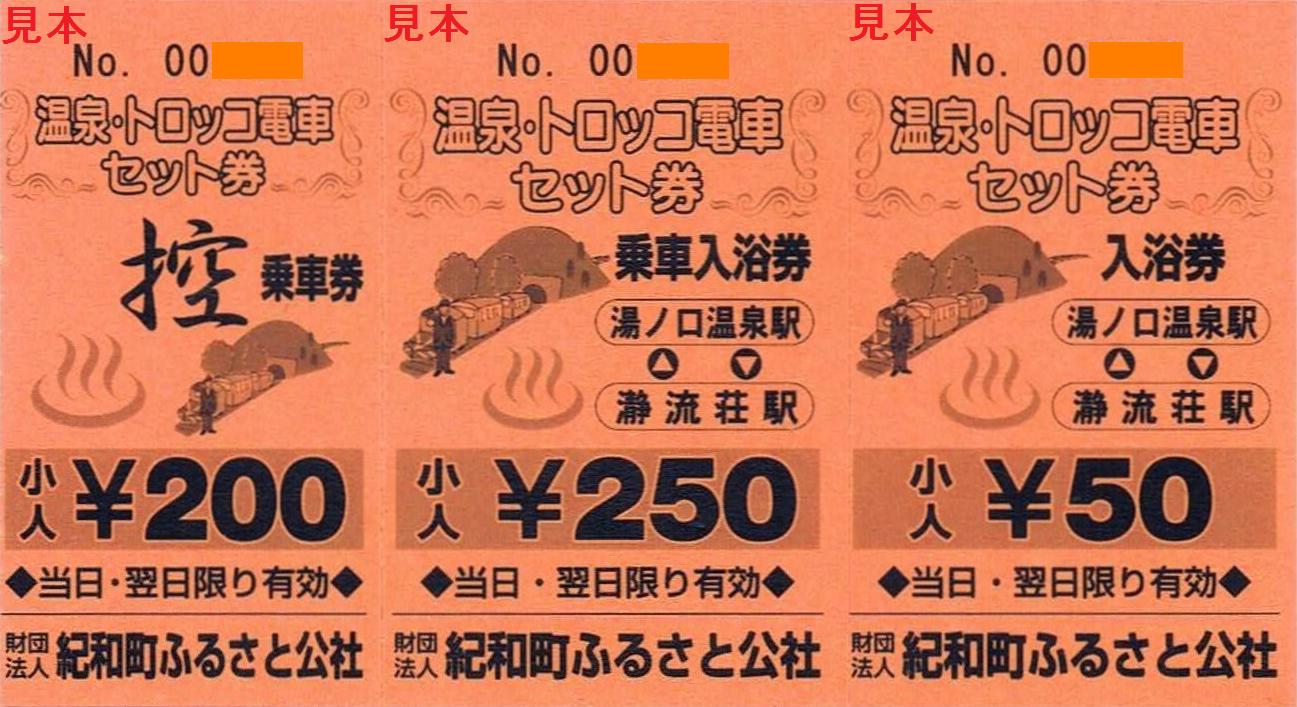 見本
No. 00
温泉・トロッコ電車
セット券
控 乗車券
小人 ¥200
◆当日・翌日限り有効◆
財団法人 紀和町ふるさと公社
見本
No. 00
温泉・トロッコ電車
セット券
乗車入浴券
湯ノ口温泉駅
瀞流荘駅
小人 ¥250
◆当日・翌日限り有効◆
財団法人 紀和町ふるさと公社
見本
No. 00
温泉・トロッコ電車
セット券
入浴券
湯ノ口温泉駅
瀞流荘駅
小人 ¥50
◆当日・翌日限り有効◆
財団法人 紀和町ふるさと公社